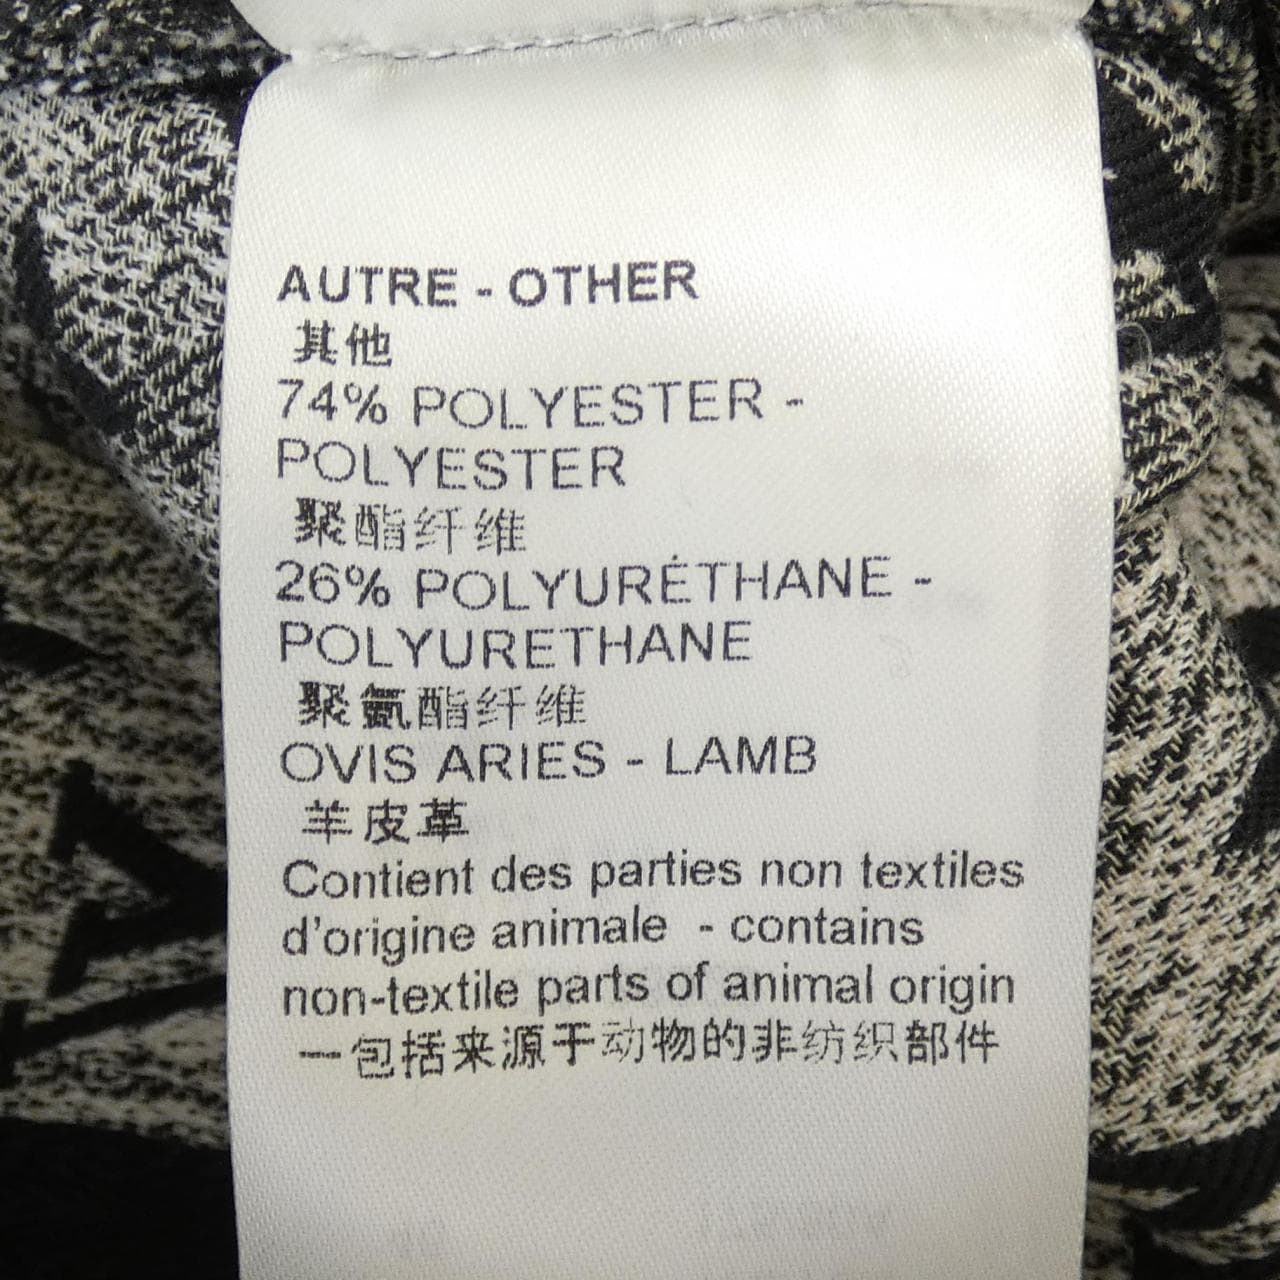 AUTRE - OTHER
其他
74% POLYESTER -
POLYESTER
聚酯纤维
26% POLYURÉTHANE -
POLYURETHANE
聚氨酯纤维
OVIS ARIES - LAMB
羊皮革
Contient des parties non textiles
d'origine animale - contains
non-textile parts of animal origin
一包括来源于动物的非纺织部件